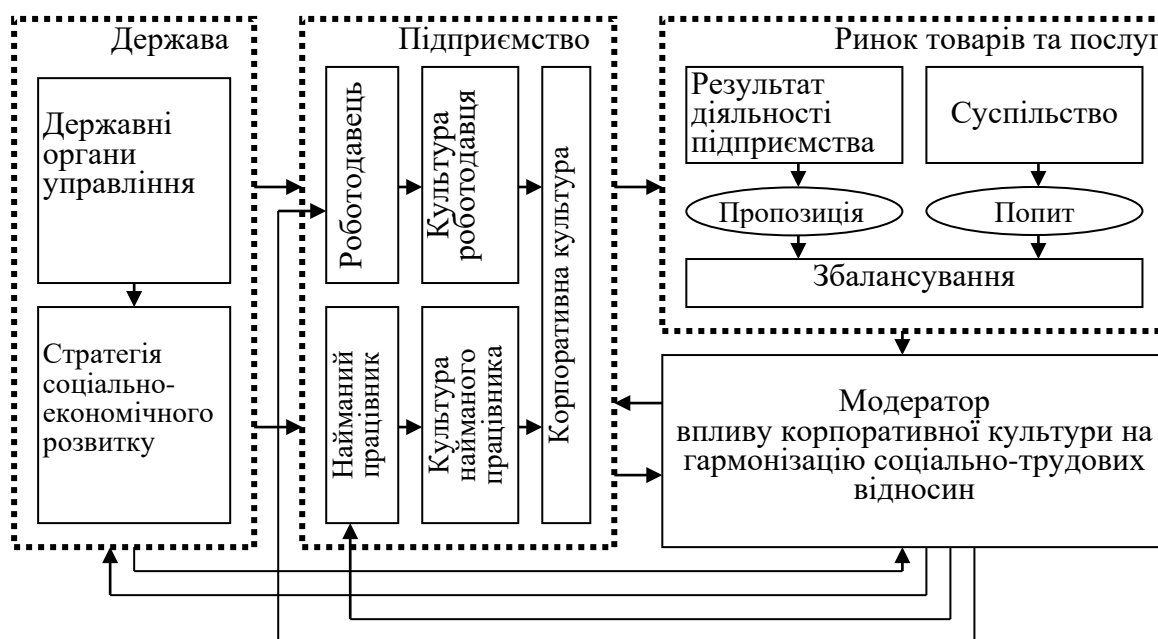 Держава
Державні
органи
управління
Стратегія
соціально-
економічного
розвитку
Підприємство
Роботодавець
Культура
роботодавця
Найманий
працівник
Культура
найманого
працівника
Корпоративна культура
Ринок товарів та послуг
Результат
діяльності
підприємства
Суспільство
Пропозиція
Попит
Збалансування
Модератор
впливу корпоративної культури на
гармонізацію соціально-трудових
відносин